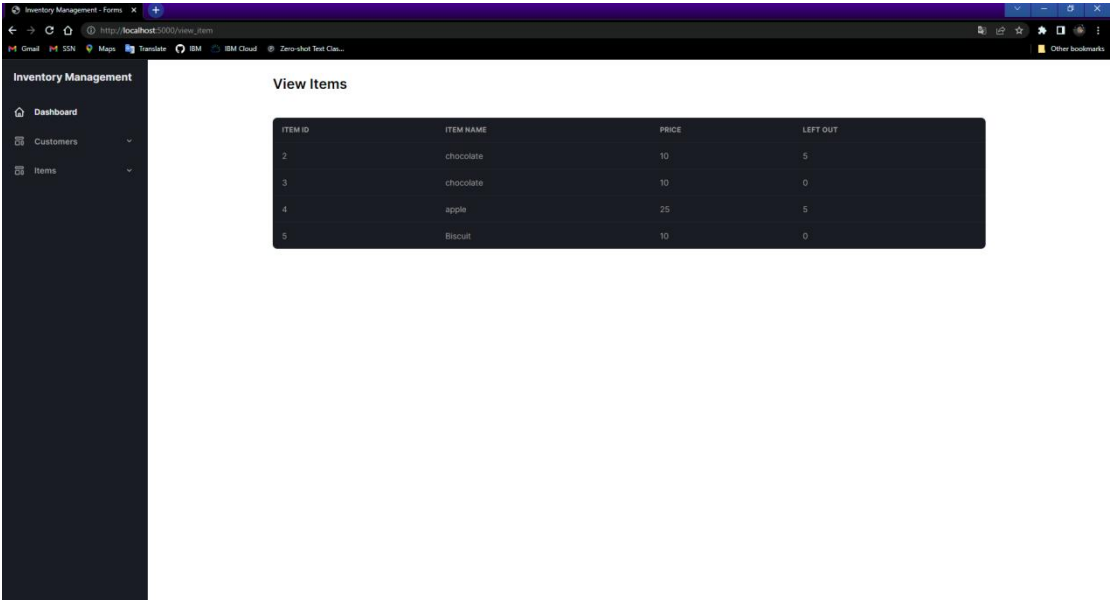 Inventory Management - Forms
http://localhost:5000/view_item
Gmail SSN Maps Translate IBM IBM Cloud Zero-shot Text Clas... Other bookmarks
Inventory Management
Dashboard
Customers
Items
View Items
ITEM ID ITEM NAME PRICE LEFT OUT
2 chocolate 10 5
3 chocolate 10 0
4 apple 25 5
5 Biscuit 10 0